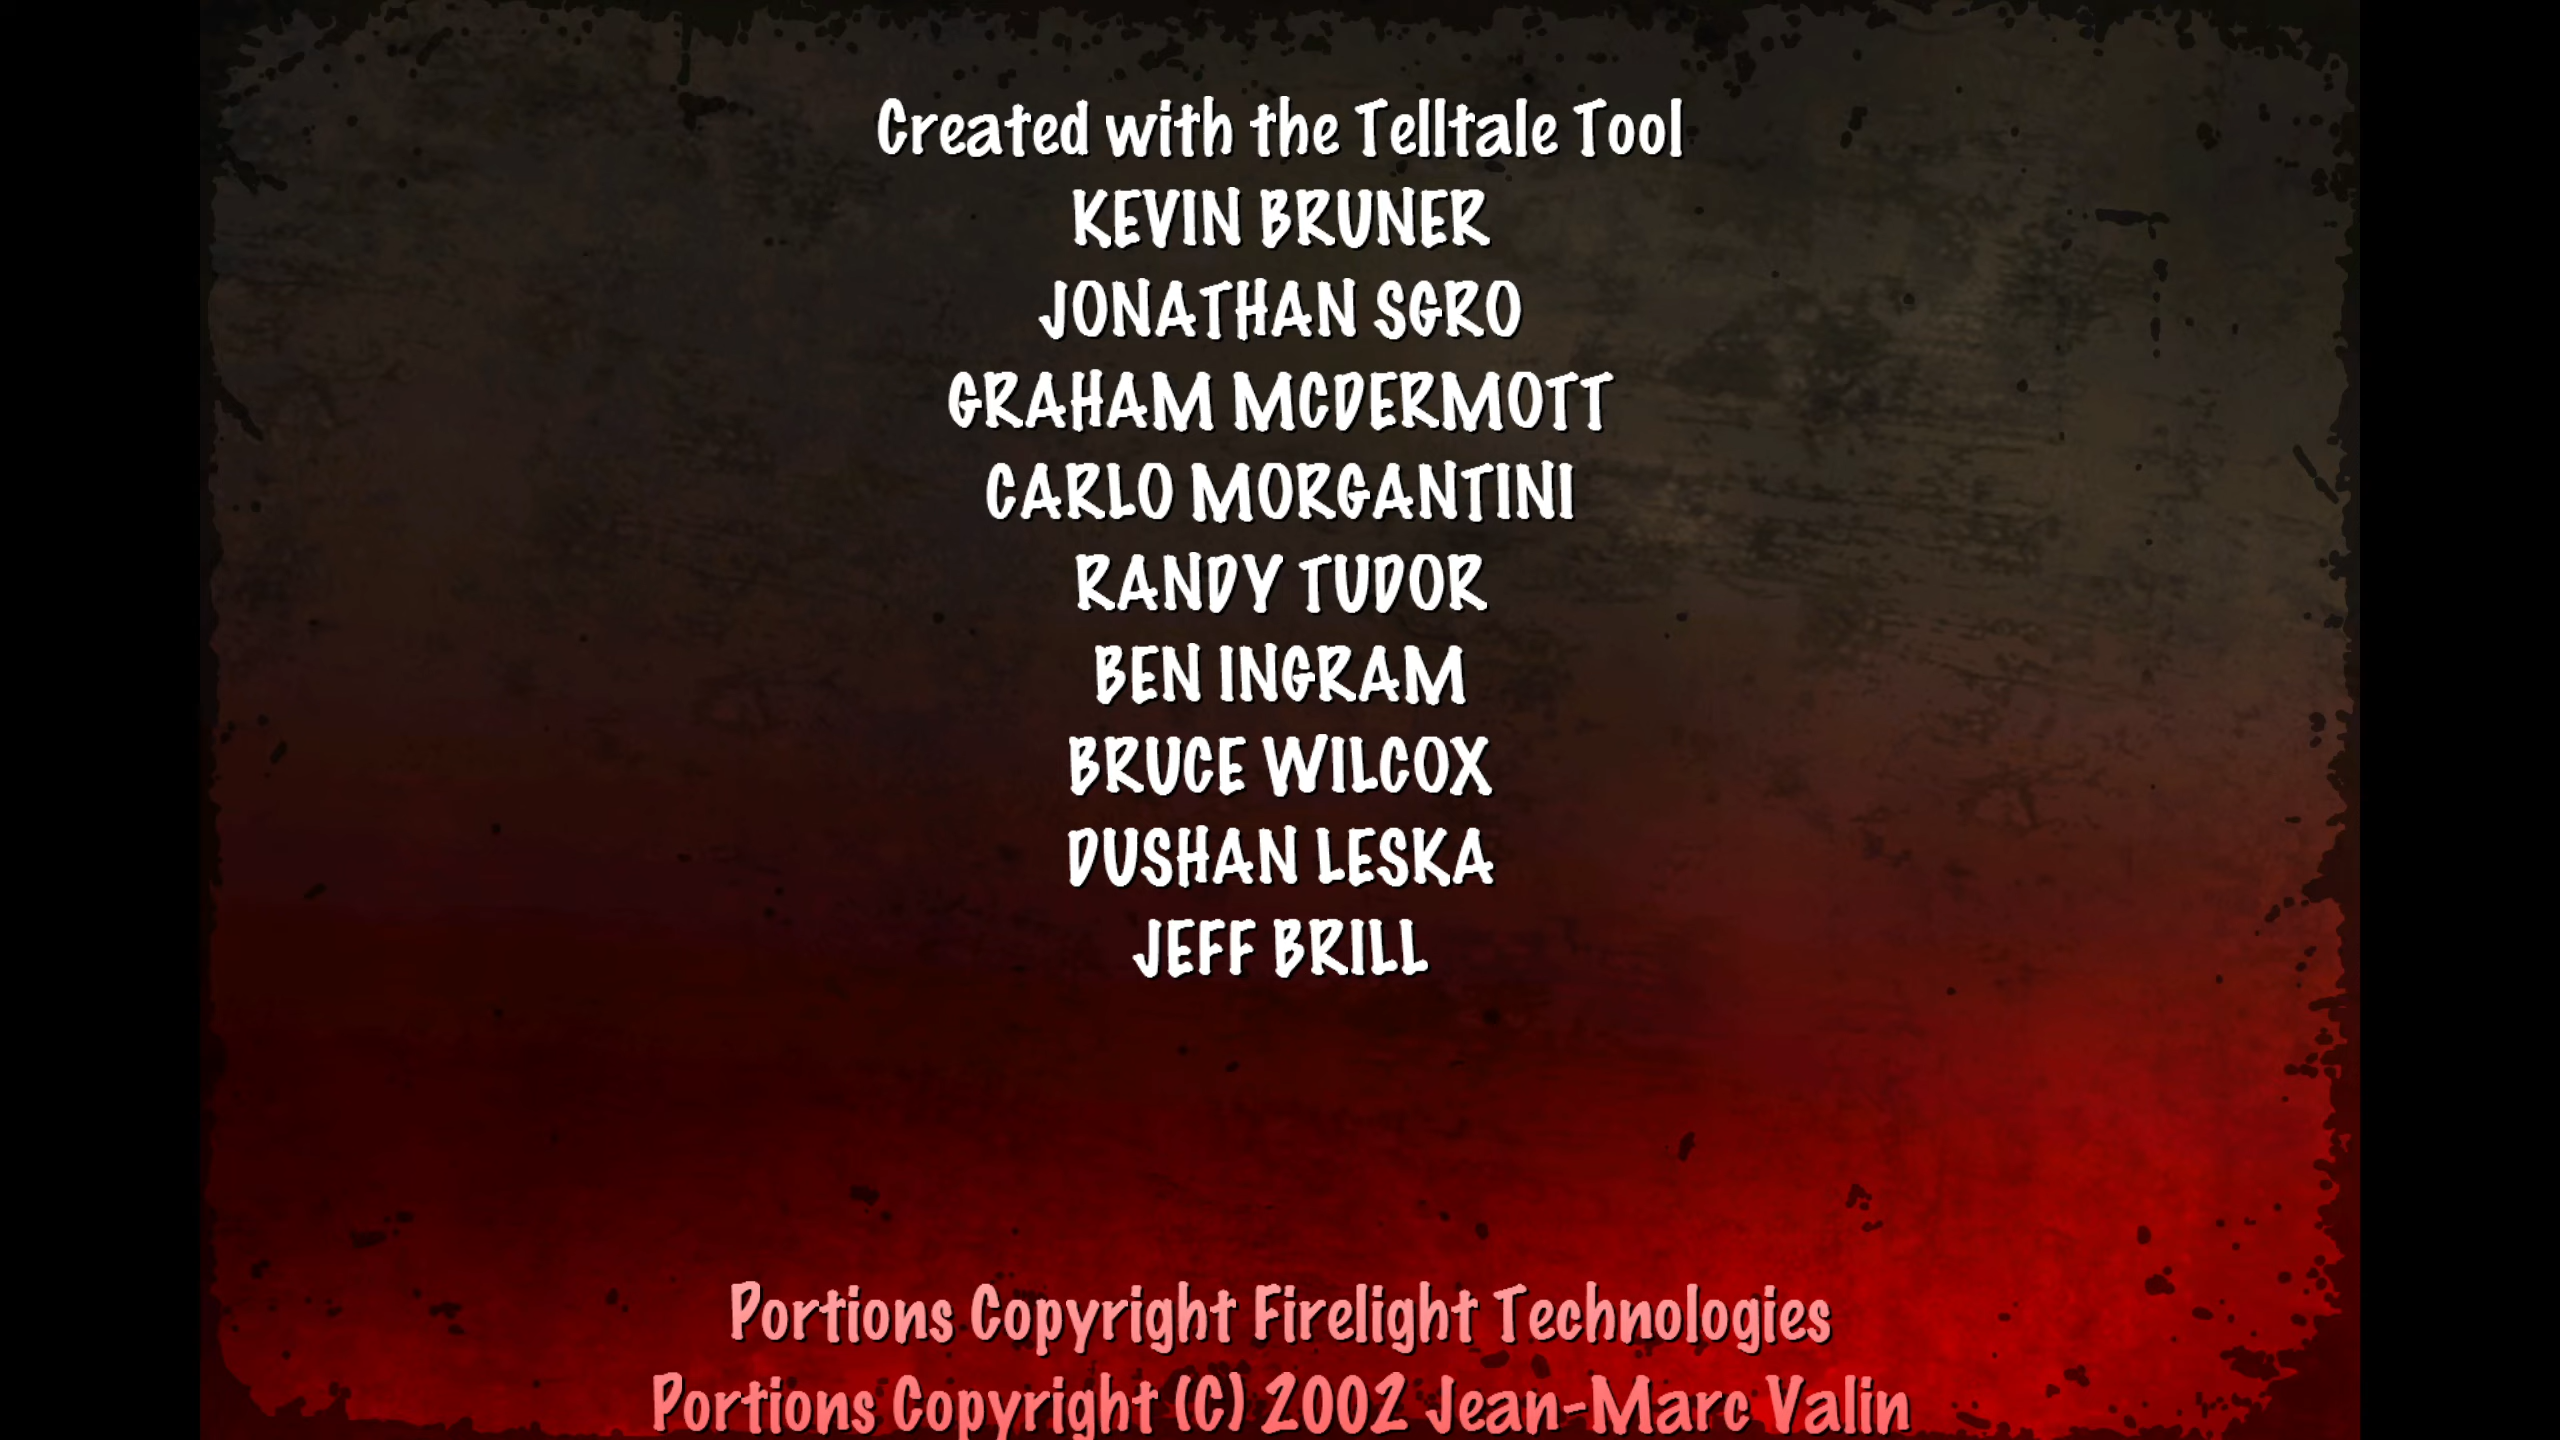 Created with the Telltale Tool
KEVIN BRUNER
JONATHAN SGRO
GRAHAM MCDERMOTT
CARLO MORGANTINI
RANDY TUDOR
BEN INGRAM
BRUCE WILCOX
DUSHAN LESKA
JEFF BRILL
Portions Copyright Firelight Technologies
Portions Copyright (C) 2002 Jean-Marc Valin